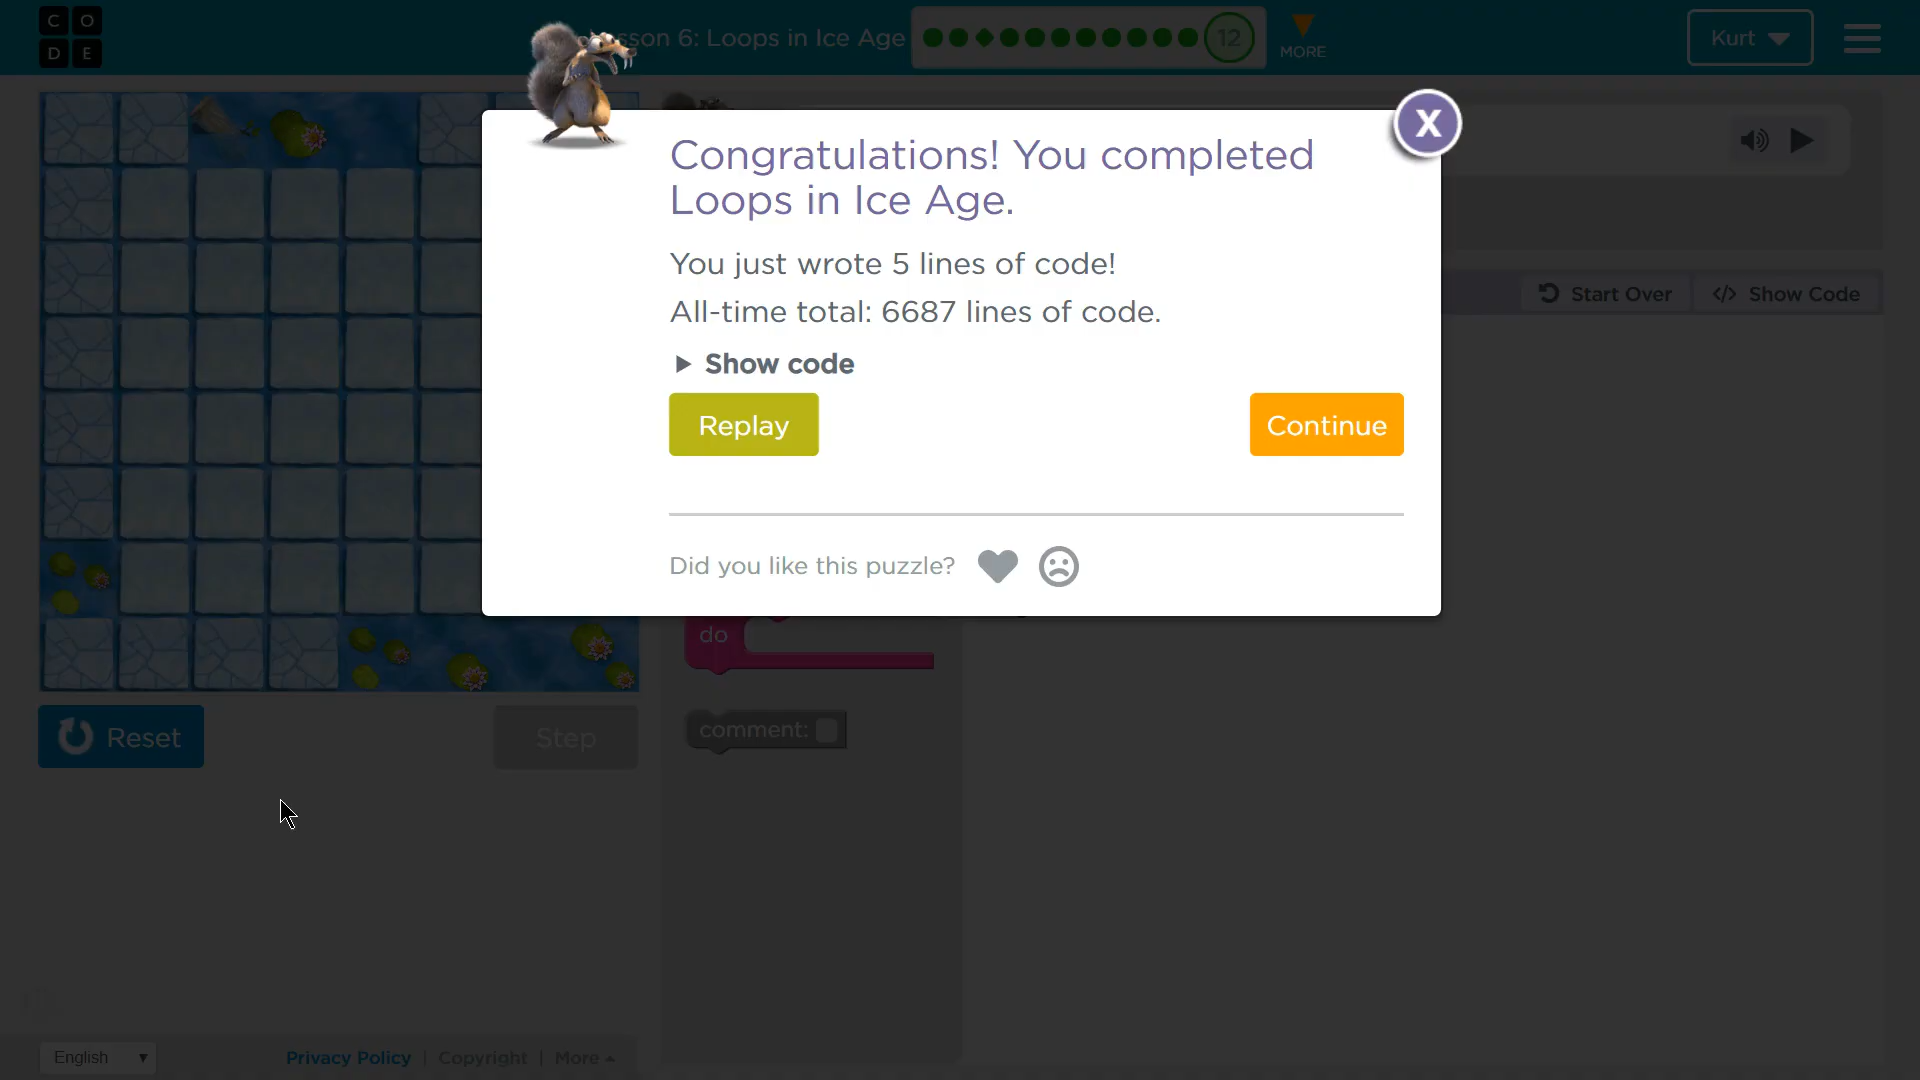 C O
D E
sson 6: Loops in Ice Age
12
MORE
Kurt
X
Congratulations! You completed
Loops in Ice Age.
You just wrote 5 lines of code!
All-time total: 6687 lines of code.
Show code
Replay
Continue
Did you like this puzzle?
Start Over
</> Show Code
do
comment:
Reset
Step
English
Privacy Policy | Copyright | More